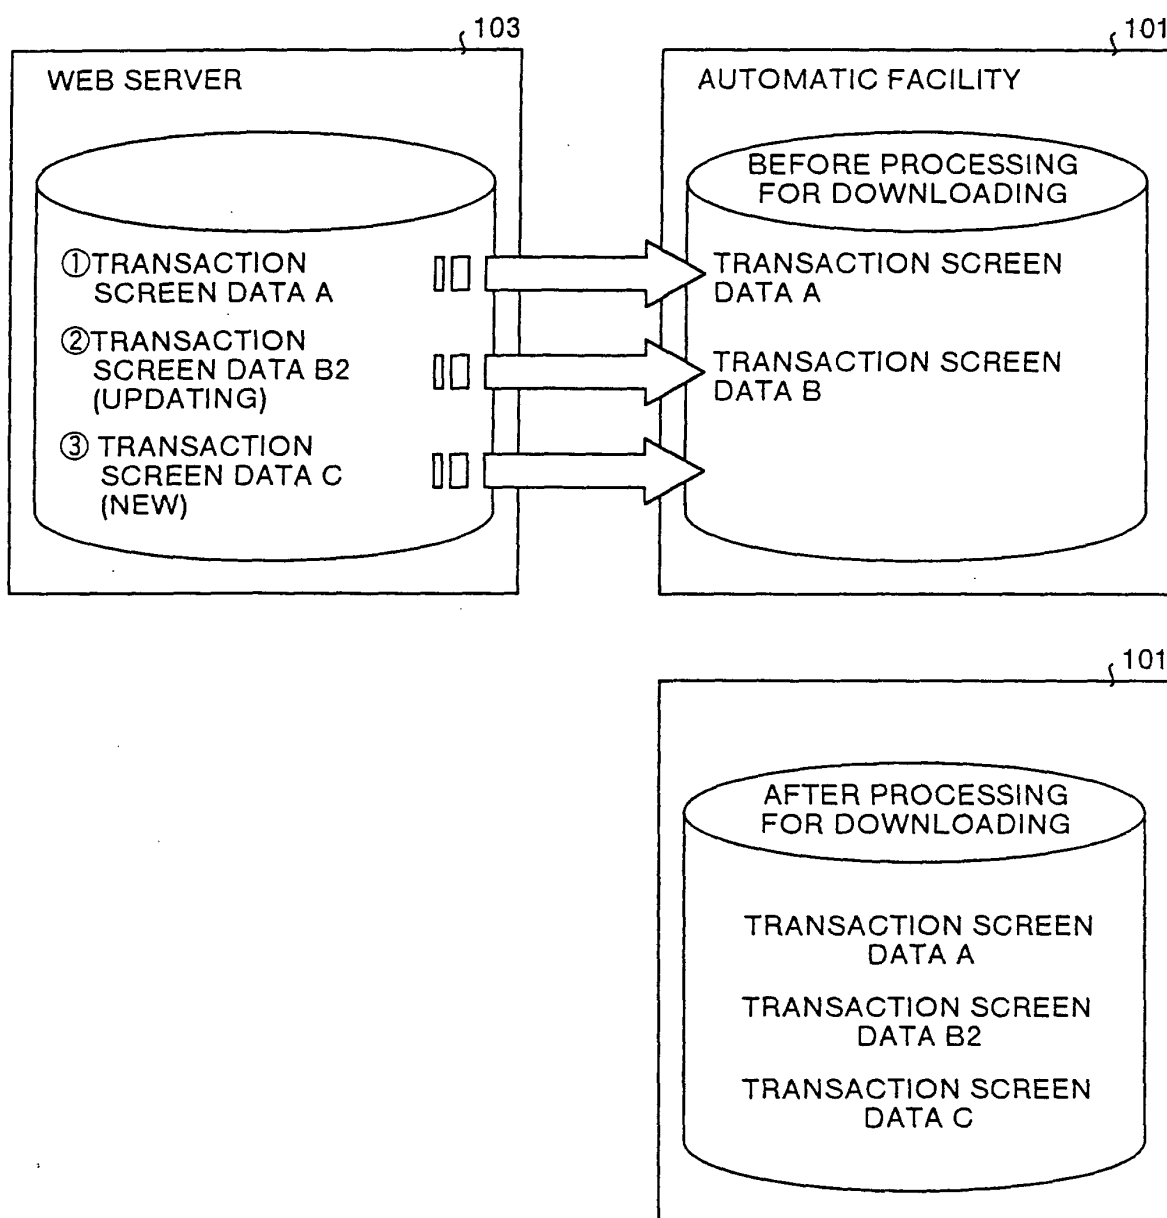 103
WEB SERVER
①TRANSACTION
SCREEN DATA A
②TRANSACTION
SCREEN DATA B2
(UPDATING)
③ TRANSACTION
SCREEN DATA C
(NEW)
101
AUTOMATIC FACILITY
BEFORE PROCESSING
FOR DOWNLOADING
TRANSACTION SCREEN
DATA A
TRANSACTION SCREEN
DATA B
101
AFTER PROCESSING
FOR DOWNLOADING
TRANSACTION SCREEN
DATA A
TRANSACTION SCREEN
DATA B2
TRANSACTION SCREEN
DATA C